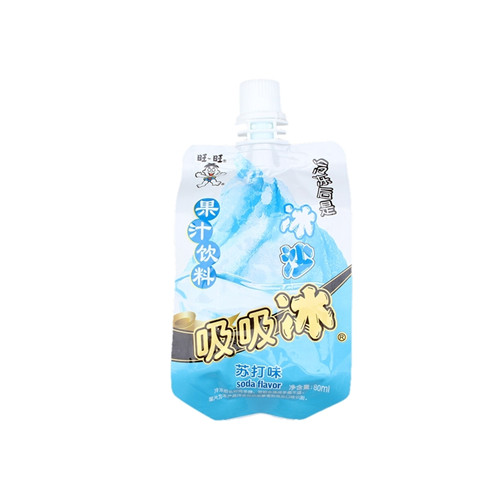 旺-旺®
冷冻后是
冰沙
果汁饮料
吸吸冰®
苏打味
soda flavor
净含量:80ml